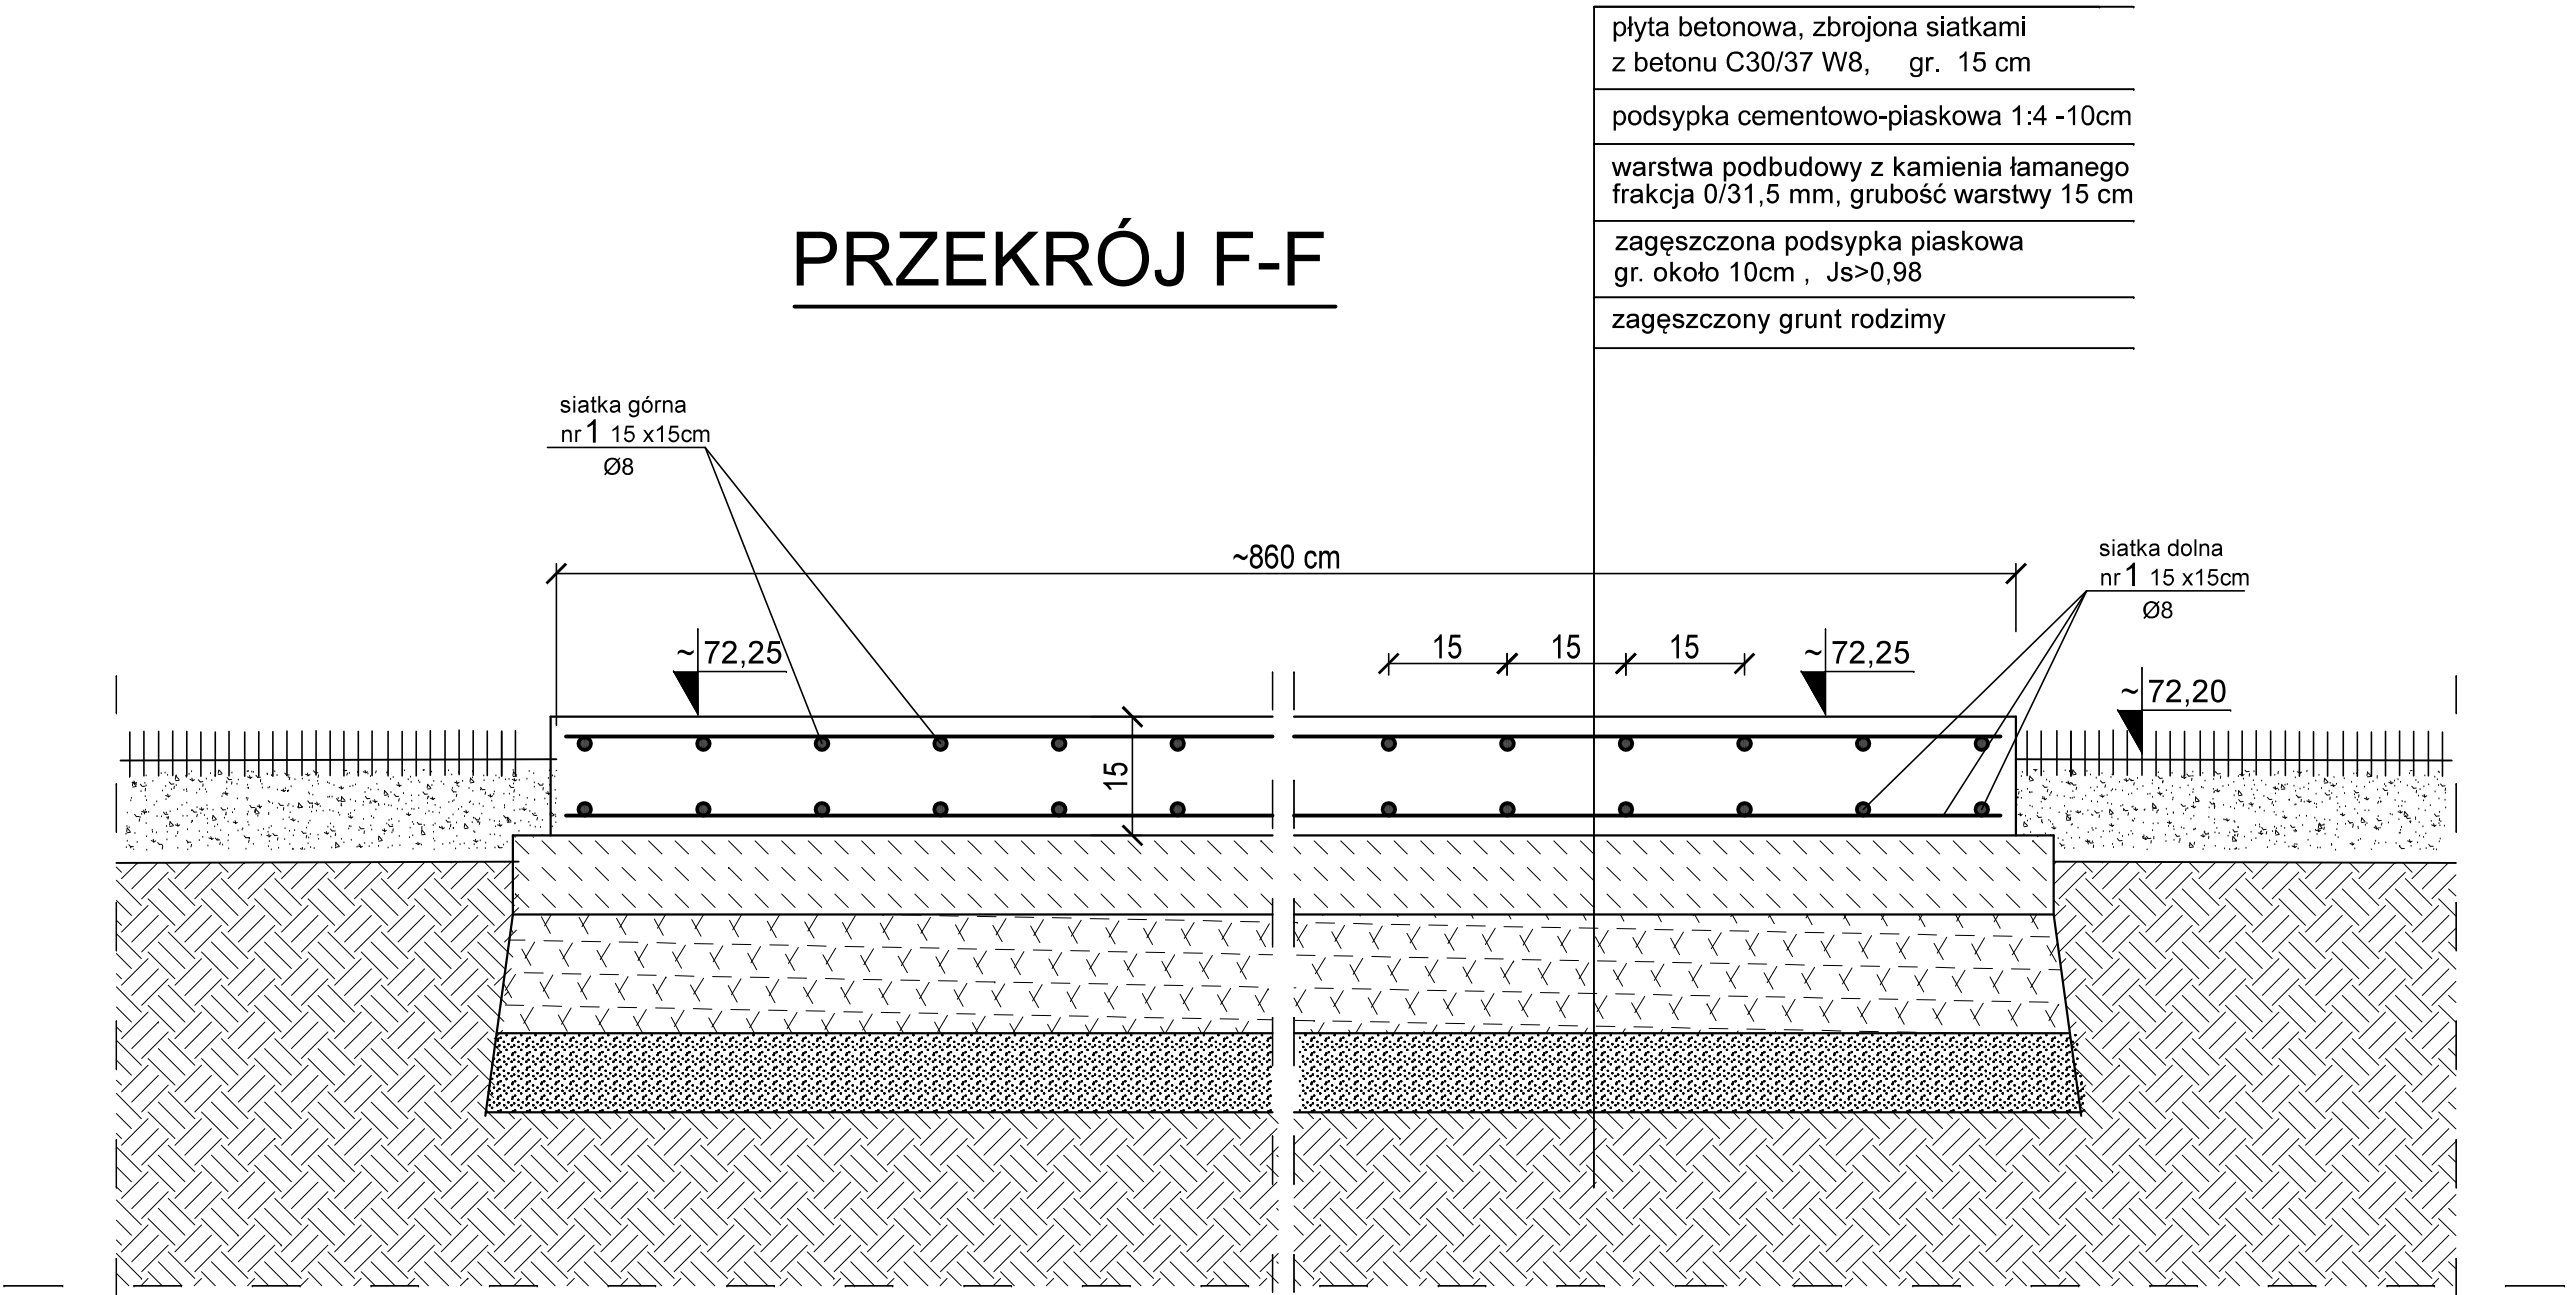 płyta betonowa, zbrojona siatkami
z betonu C30/37 W8, gr. 15 cm
podsypka cementowo-piaskowa 1:4 -10cm
warstwa podbudowy z kamienia łamanego
frakcja 0/31,5 mm, grubość warstwy 15 cm
zagęszczona podsypka piaskowa
gr. około 10cm , Js>0,98
zagęszczony grunt rodzimy
PRZEKRÓJ F-F
siatka górna
nr 1 15 x15cm
Ø8
~860 cm
siatka dolna
nr 1 15 x15cm
Ø8
~72,25
15 15 15
~72,25
~72,20
15